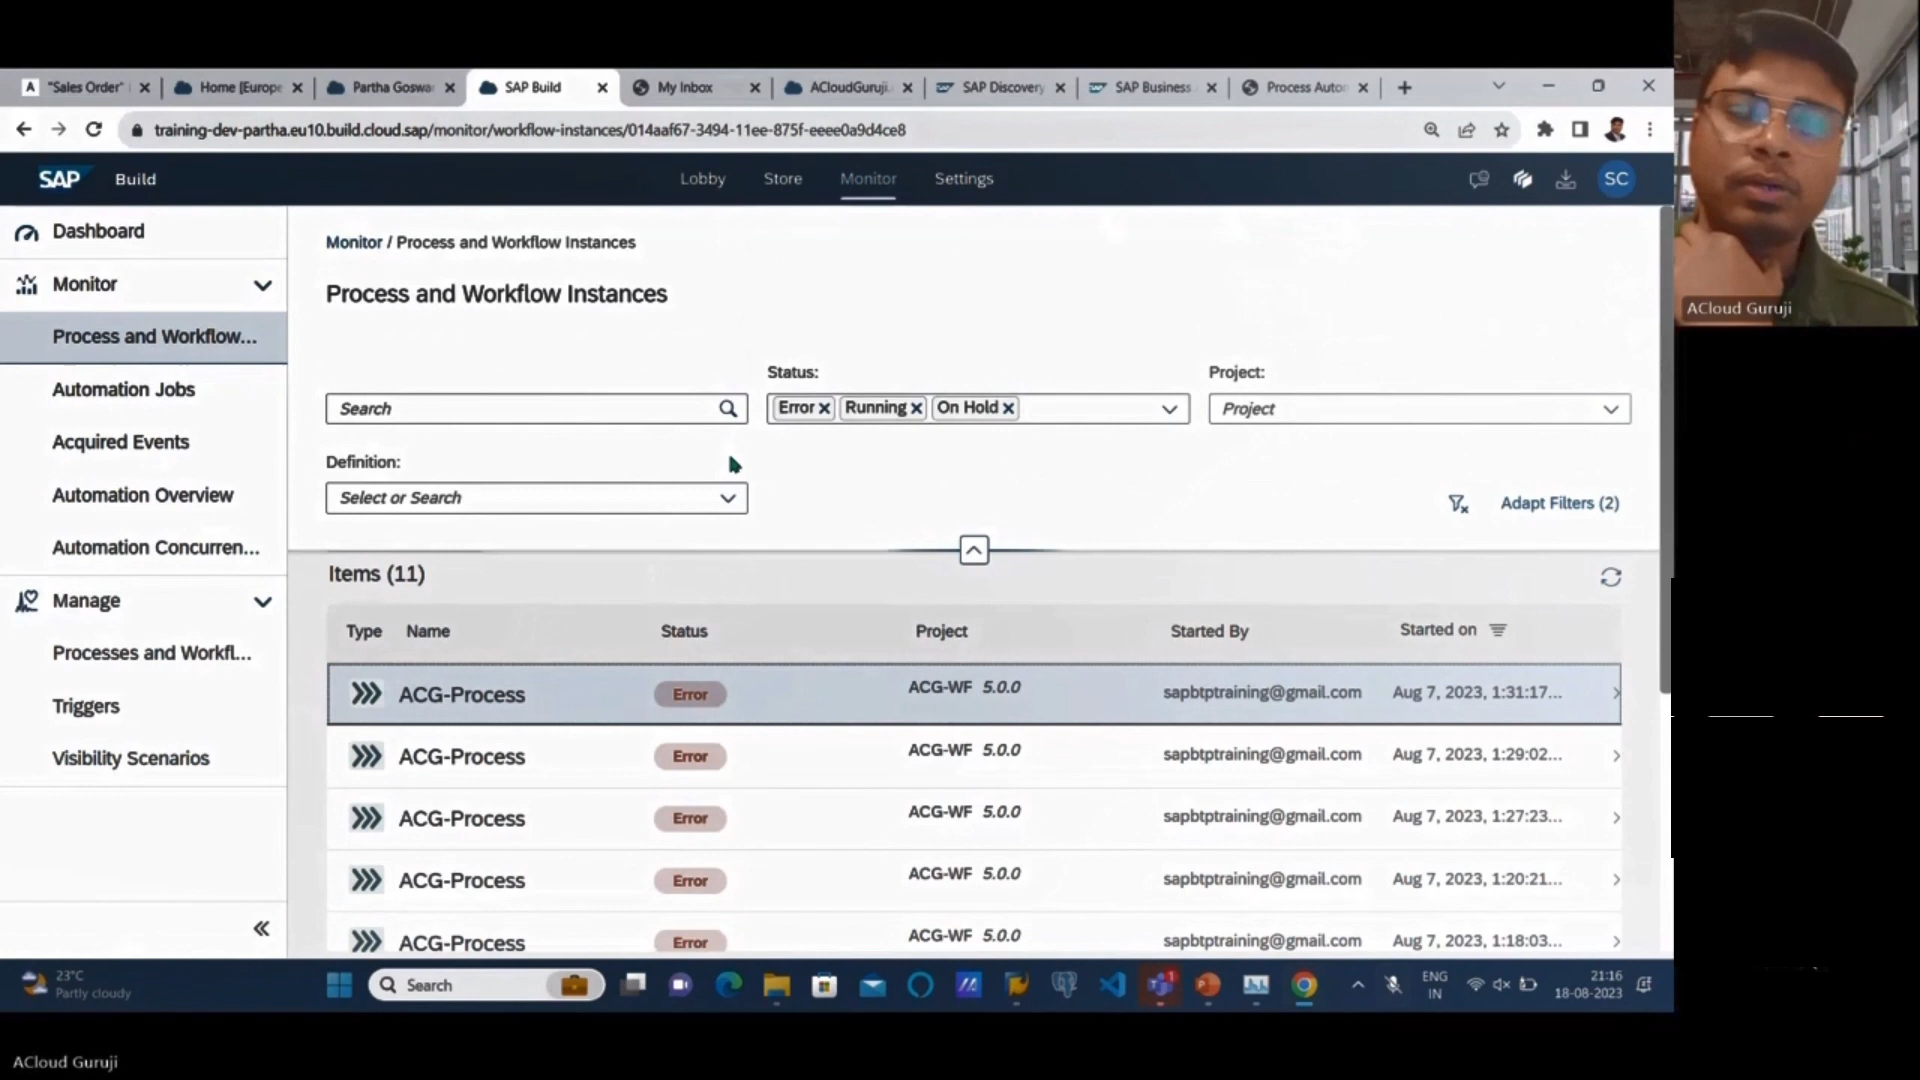 "Sales Order"
Home [Europe
Partha Goswa
SAP Build
My Inbox
ACloudGuruji
SAP Discovery
SAP Business
Process Autor
training-dev-partha.eu10.build.cloud.sap/monitor/workflow-instances/014aaf67-3494-11ee-875f-eeee0a9d4ce8
SAP Build
Lobby
Store
Monitor
Settings
SC
ACloud Guruji
Dashboard
Monitor
Process and Workflow...
Automation Jobs
Acquired Events
Automation Overview
Automation Concurren...
Manage
Processes and Workfl...
Triggers
Visibility Scenarios
Monitor / Process and Workflow Instances
Process and Workflow Instances
Status:
Project:
Search
Error
Running
On Hold
Project
Definition:
Select or Search
Adapt Filters (2)
Items (11)
Type Name Status Project Started By Started on
ACG-Process Error ACG-WF 5.0.0 sapbtptraining@gmail.com Aug 7, 2023, 1:31:17...
ACG-Process Error ACG-WF 5.0.0 sapbtptraining@gmail.com Aug 7, 2023, 1:29:02...
ACG-Process Error ACG-WF 5.0.0 sapbtptraining@gmail.com Aug 7, 2023, 1:27:23...
ACG-Process Error ACG-WF 5.0.0 sapbtptraining@gmail.com Aug 7, 2023, 1:20:21...
ACG-Process Error ACG-WF 5.0.0 sapbtptraining@gmail.com Aug 7, 2023, 1:18:03...
23°C
Partly cloudy
Search
1
ENG
IN
21:16
18-08-2023
ACloud Guruji